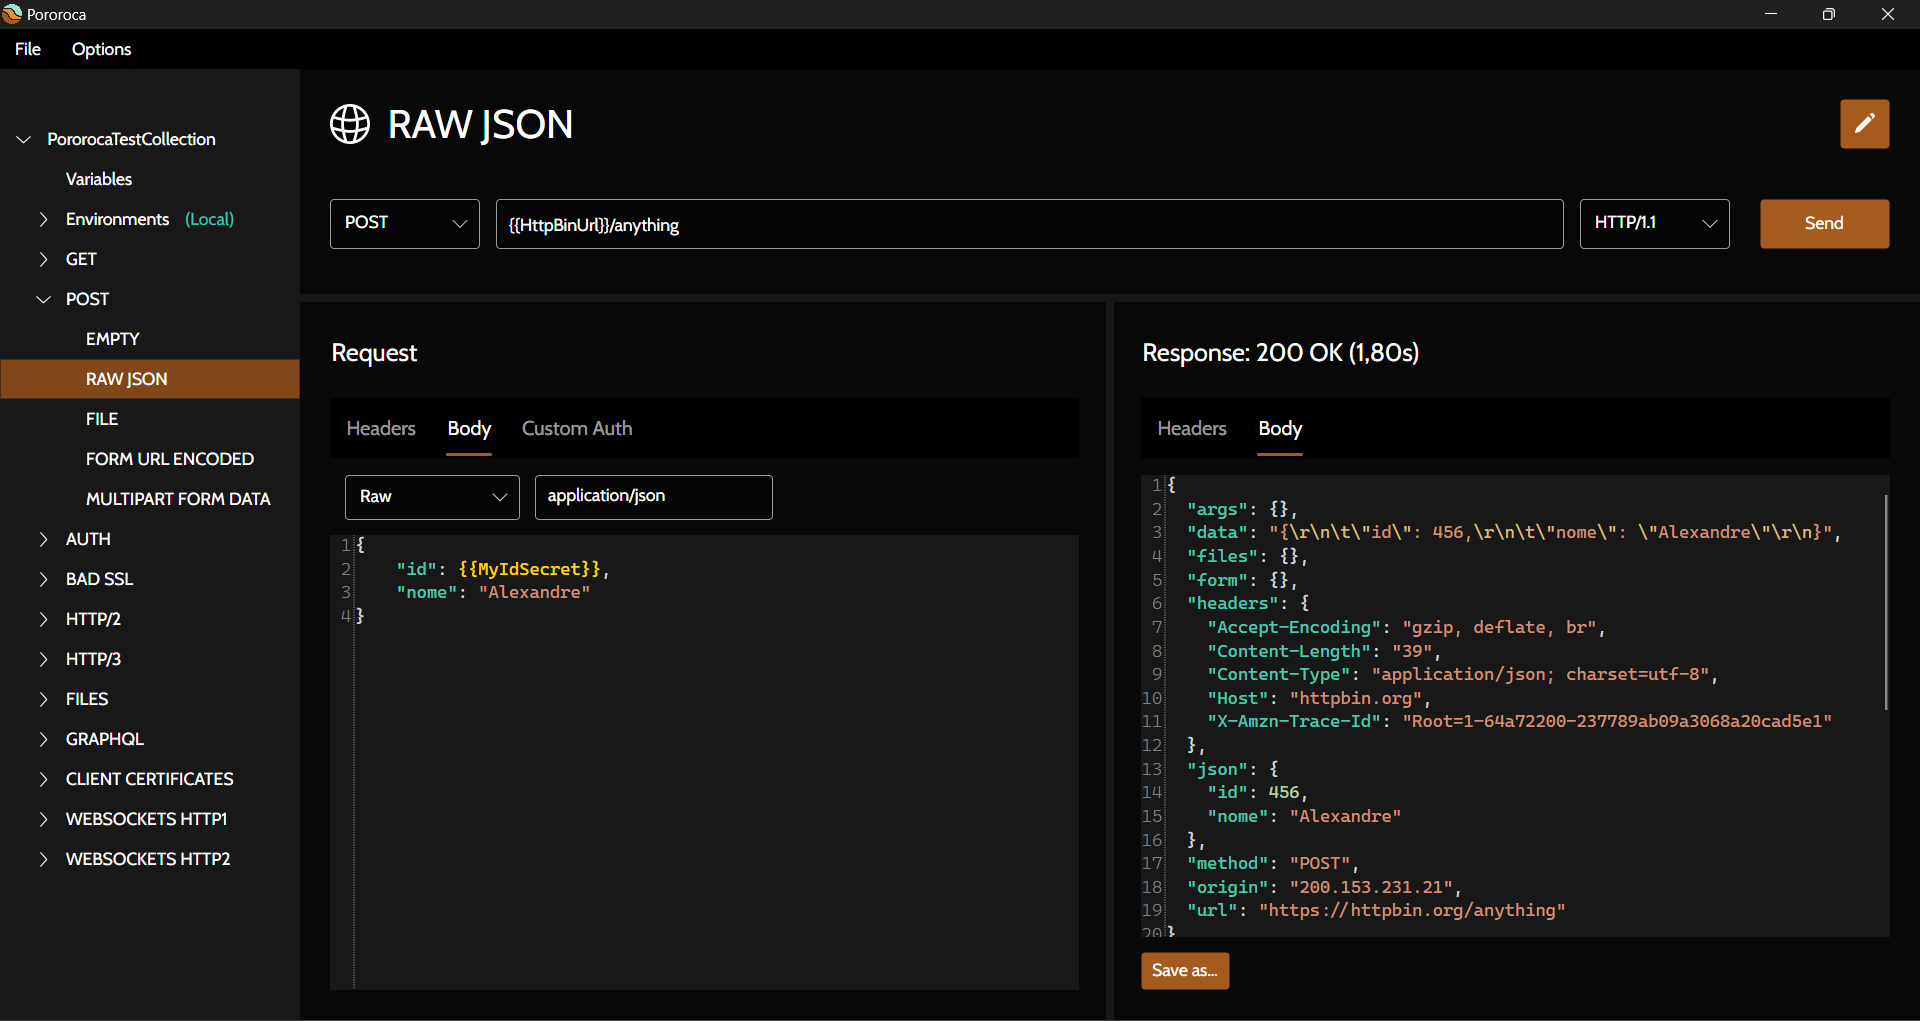 Pororoca
File Options
PororocaTestCollection
Variables
Environments (Local)
GET
POST
EMPTY
RAW JSON
FILE
FORM URL ENCODED
MULTIPART FORM DATA
AUTH
BAD SSL
HTTP/2
HTTP/3
FILES
GRAPHQL
CLIENT CERTIFICATES
WEBSOCKETS HTTP1
WEBSOCKETS HTTP2
RAW JSON
POST {{HttpBinUrl}}/anything HTTP/1.1 Send
Request
Headers Body Custom Auth
Raw application/json
1 {
2 "id": {{MyIdSecret}},
3 "nome": "Alexandre"
4 }
Response: 200 OK (1,80s)
Headers Body
1 {
2 "args": {},
3 "data": "{\r\n\t\"id\": 456,\r\n\t\"nome\": \"Alexandre\"\r\n}",
4 "files": {},
5 "form": {},
6 "headers": {
7 "Accept-Encoding": "gzip, deflate, br",
8 "Content-Length": "39",
9 "Content-Type": "application/json; charset=utf-8",
10 "Host": "httpbin.org",
11 "X-Amzn-Trace-Id": "Root=1-64a72200-237789ab09a3068a20cad5e1"
12 },
13 "json": {
14 "id": 456,
15 "nome": "Alexandre"
16 },
17 "method": "POST",
18 "origin": "200.153.231.21",
19 "url": "https://httpbin.org/anything"
20 }
Save as...